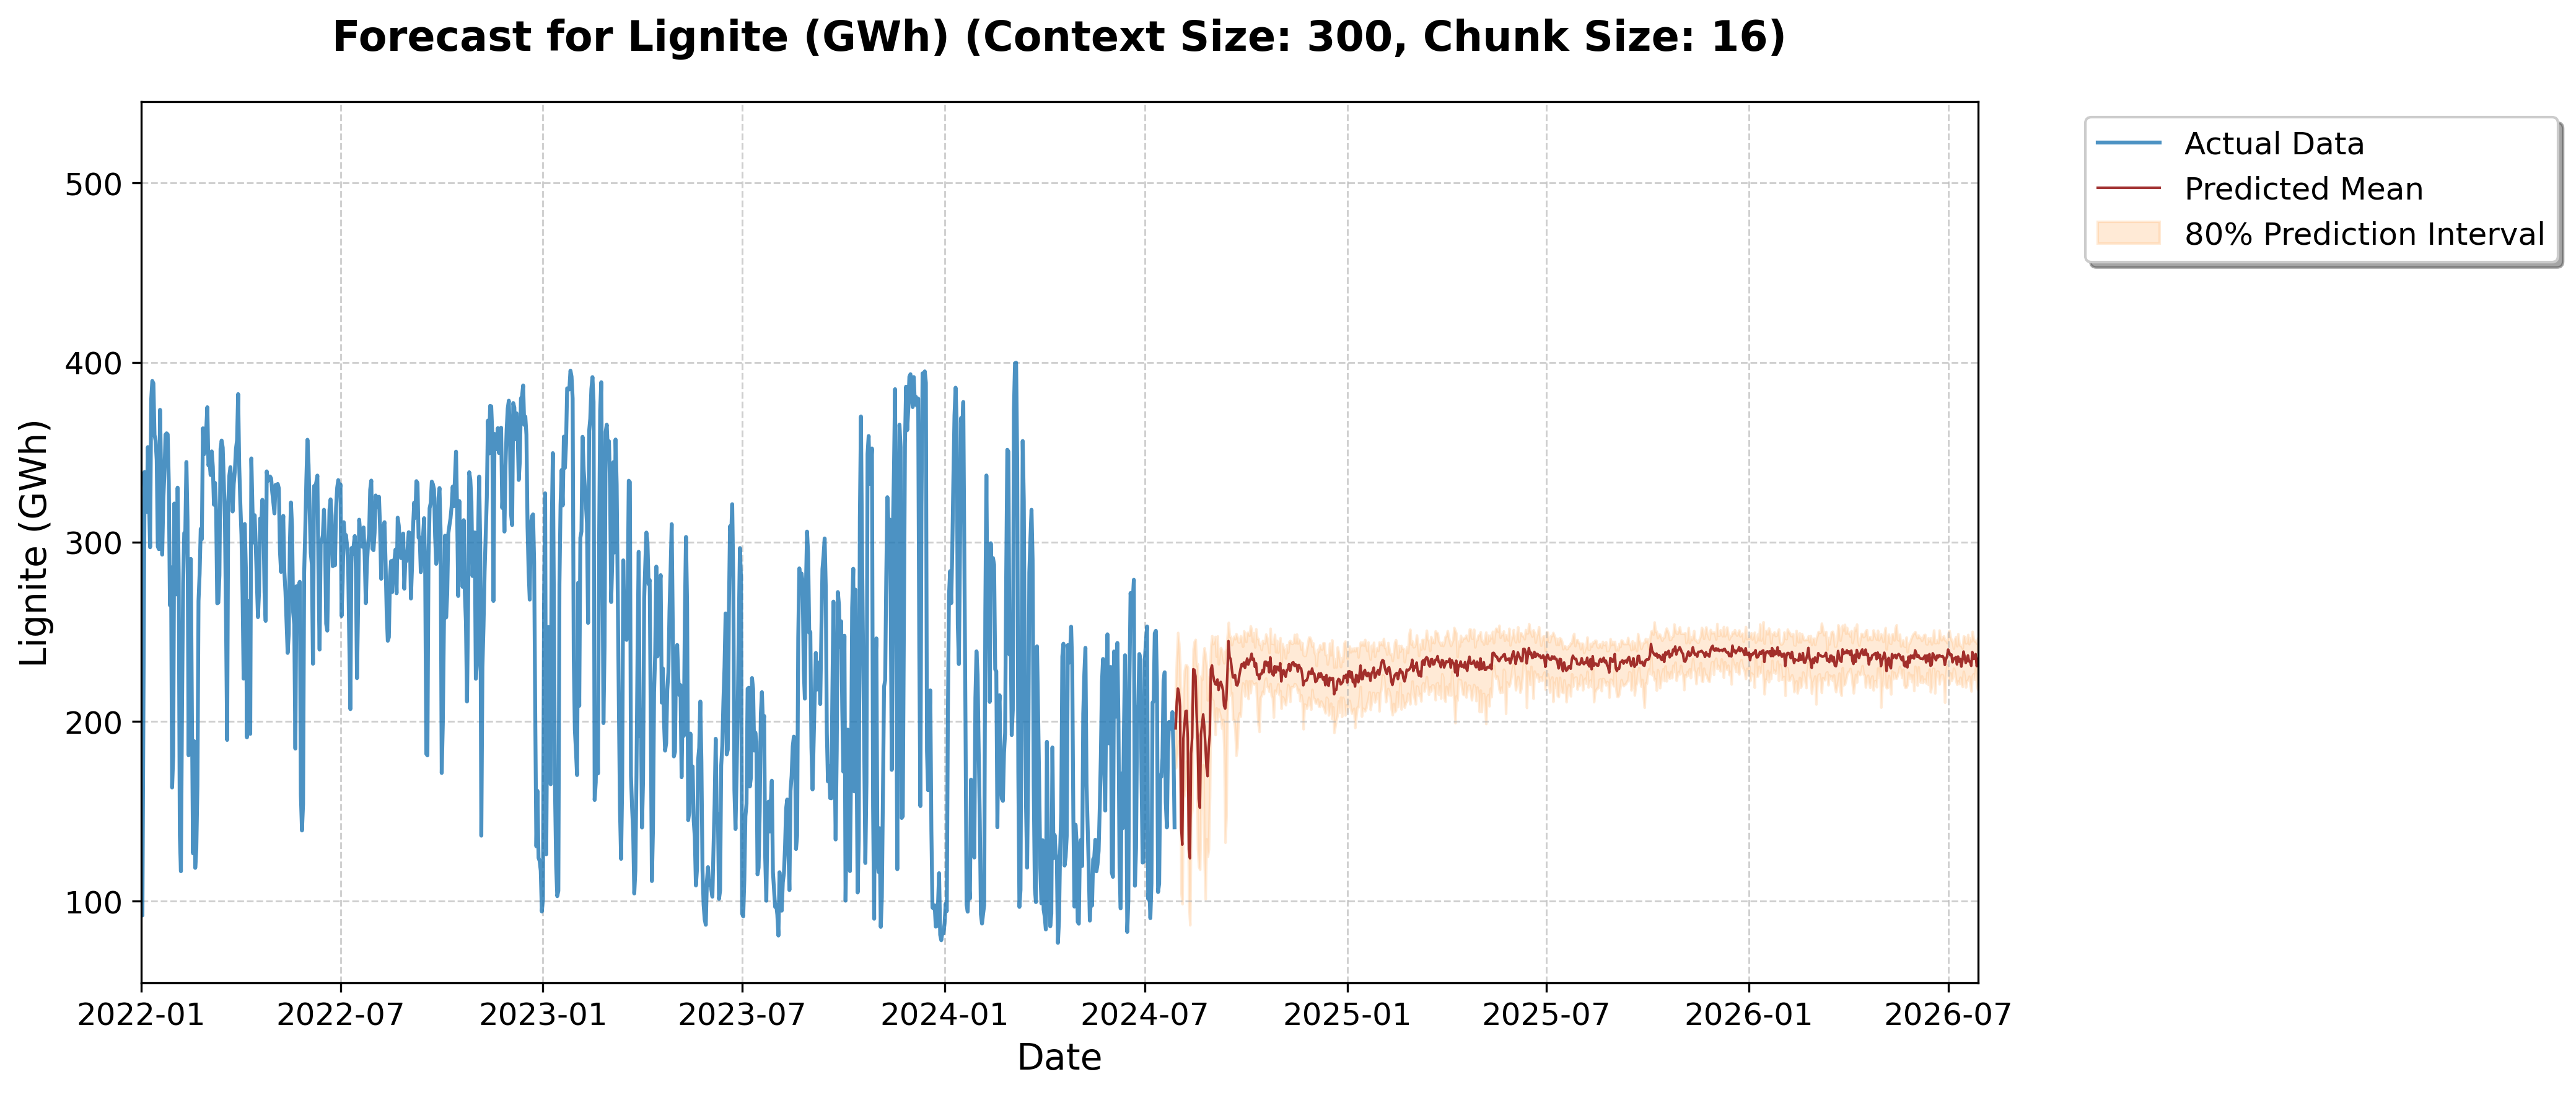 Forecast for Lignite (GWh) (Context Size: 300, Chunk Size: 16)
Actual Data
Predicted Mean
80% Prediction Interval
Lignite (GWh)
500
400
300
200
100
2022-01 2022-07 2023-01 2023-07 2024-01 2024-07 2025-01 2025-07 2026-01 2026-07
Date